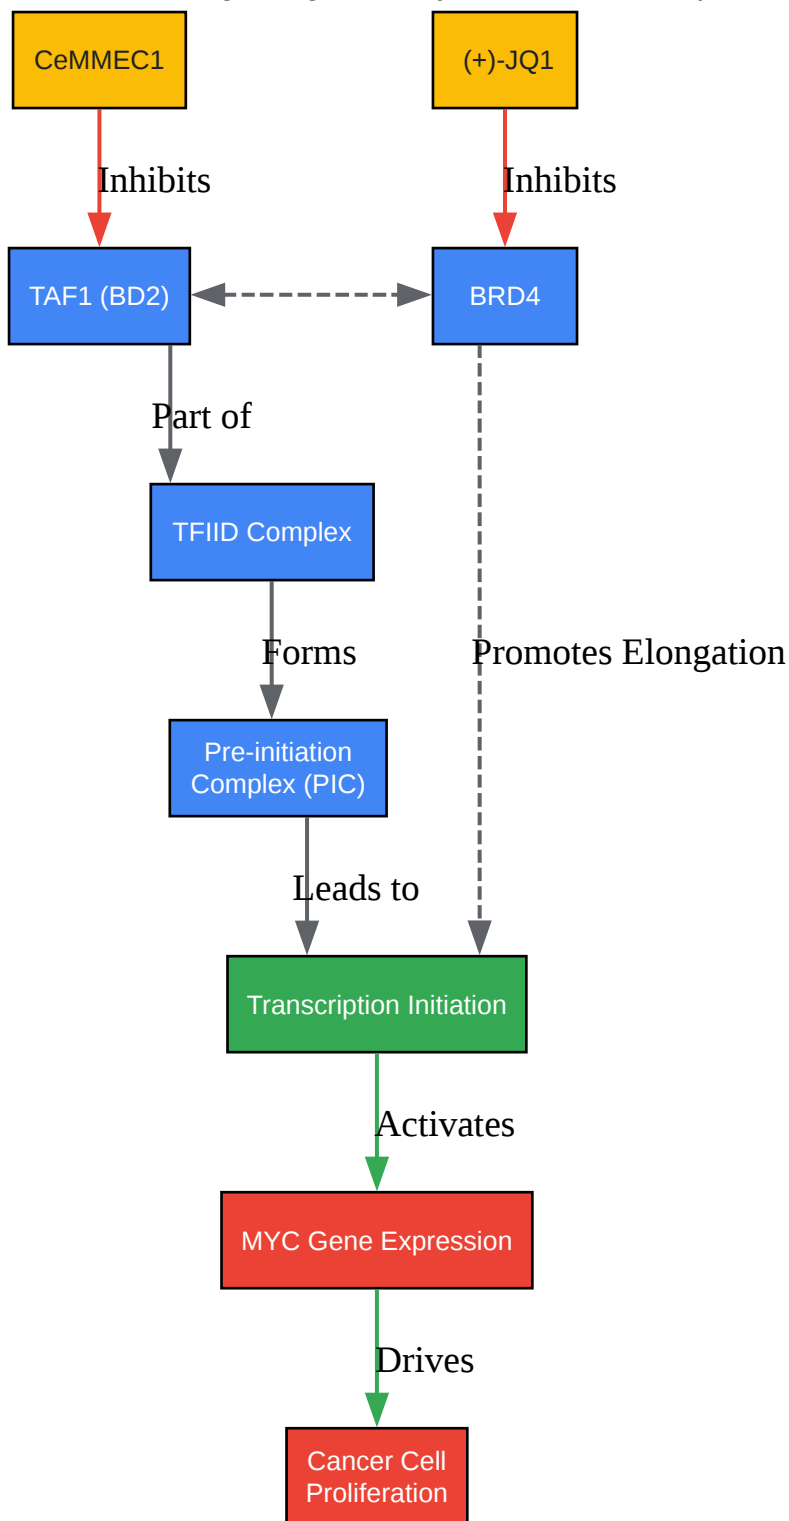 CeMMEC1
(+)-JQ1
Inhibits
Inhibits
TAF1 (BD2)
BRD4
Part of
TFIID Complex
Forms
Promotes Elongation
Pre-initiation
Complex (PIC)
Leads to
Transcription Initiation
Activates
MYC Gene Expression
Drives
Cancer Cell
Proliferation